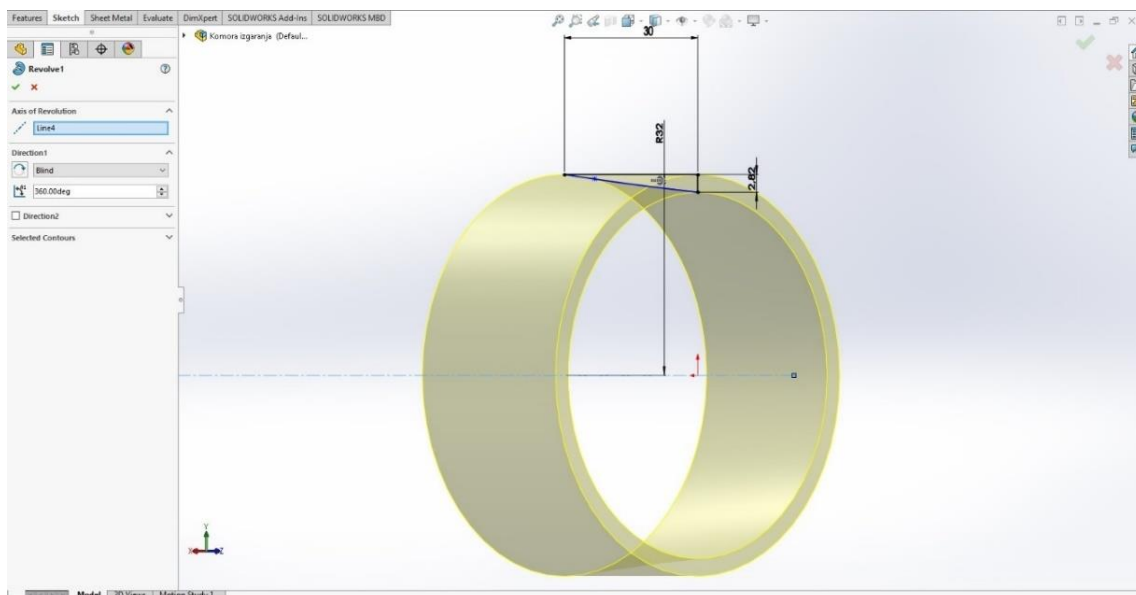 Features Sketch Sheet Metal Evaluate DimXpert SOLIDWORKS Add-Ins SOLIDWORKS MBD
Komora izgaranja (Defaul...
Revolve1
Axis of Revolution
Line4
Direction1
Blind
360.00deg
Direction2
Selected Contours
30
R32
2.82
Y
X
Z
Model 3D Views Motion Study 1